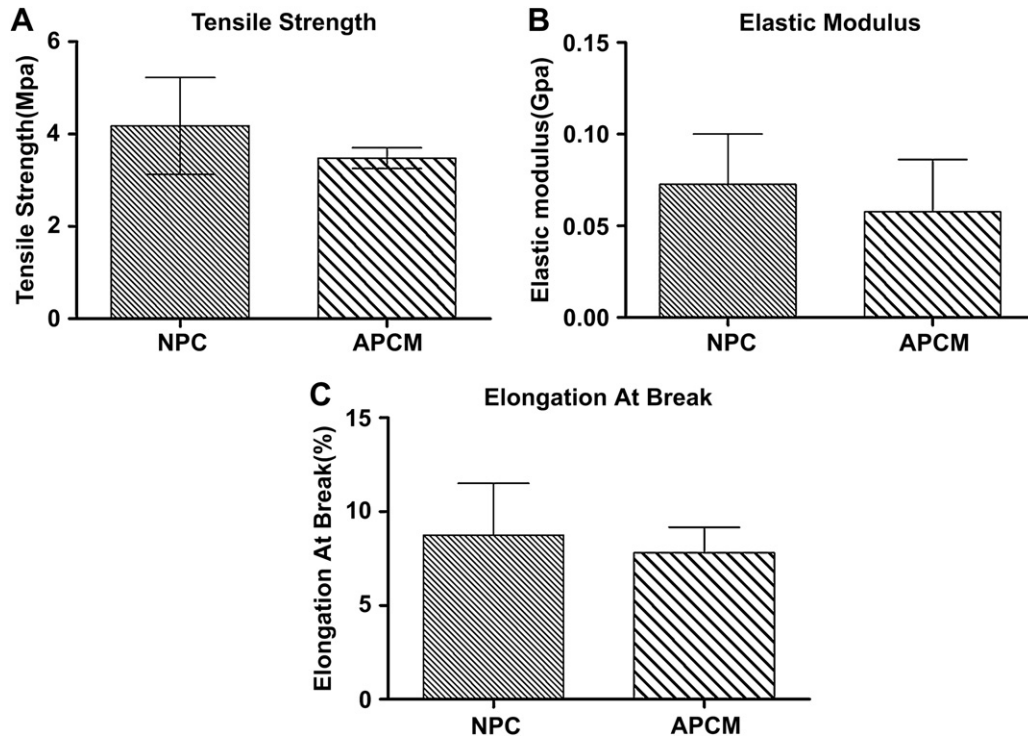 A
Tensile Strength
Tensile Strength(Mpa)
6
4
2
0
NPC
APCM
B
Elastic Modulus
Elastic modulus(Gpa)
0.15
0.10
0.05
0.00
NPC
APCM
C
Elongation At Break
Elongation At Break(%)
15
10
5
0
NPC
APCM